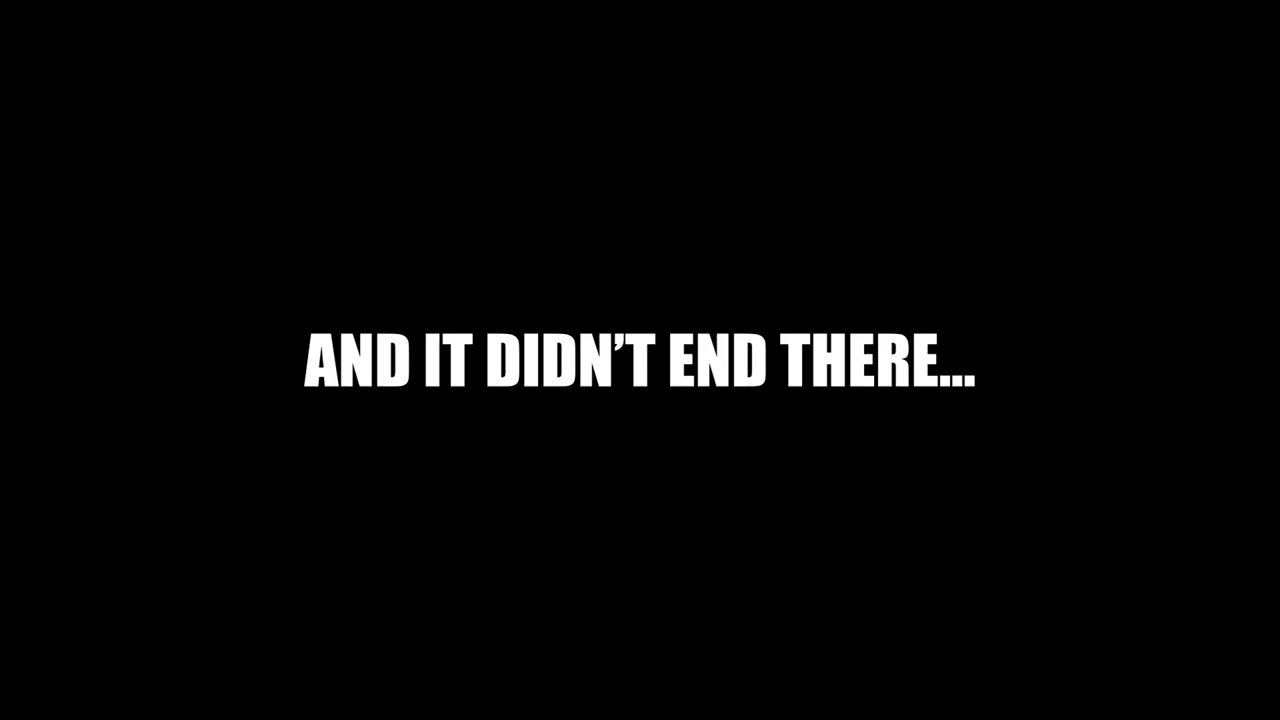 AND IT DIDN’T END THERE...